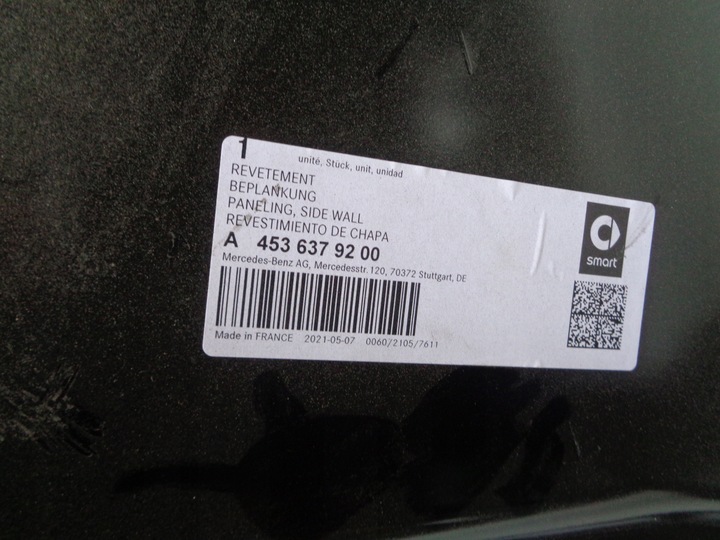 1 unité, Stück, unit, unidad
REVETEMENT
BEPLANKUNG
PANELING, SIDE WALL
REVESTIMIENTO DE CHAPA
A 453 637 92 00
Mercedes-Benz AG, Mercedesstr. 120, 70372 Stuttgart, DE
smart
Made in FRANCE 2021-05-07 0060/2105/7611